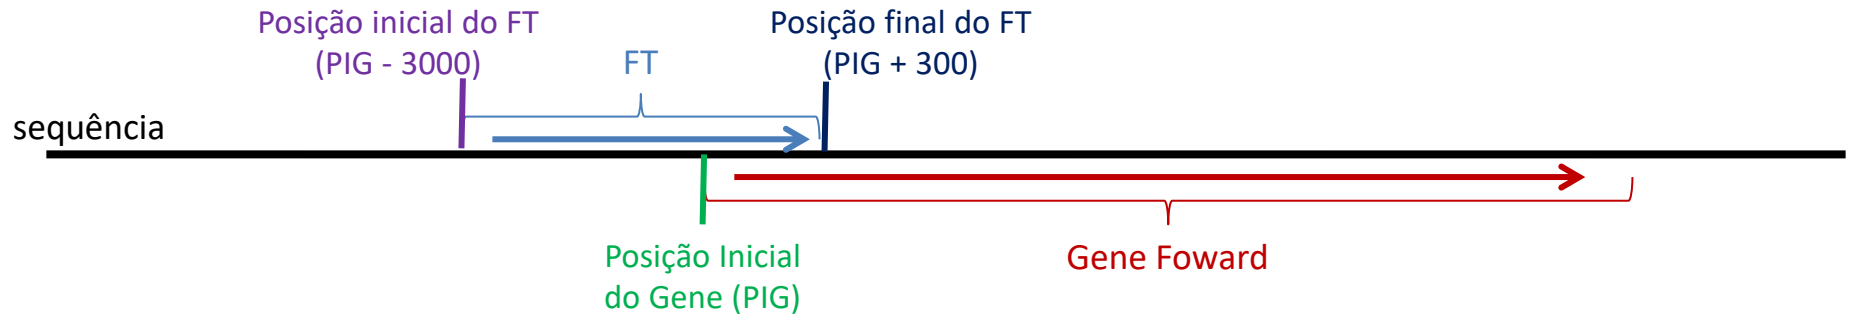 Posição inicial do FT
(PIG - 3000)
FT
Posição final do FT
(PIG + 300)
sequência
Posição Inicial
do Gene (PIG)
Gene Foward